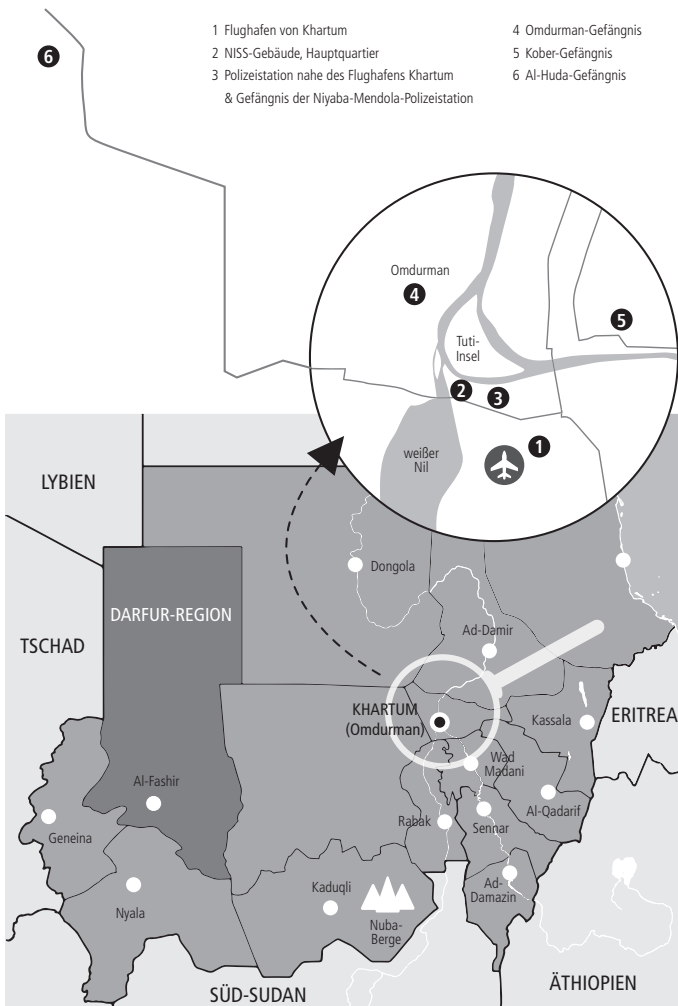 1 Flughafen von Khartum
2 NISS-Gebäude, Hauptquartier
3 Polizeistation nahe des Flughafens Khartum
& Gefängnis der Niyaba-Mendola-Polizeistation
4 Omdurman-Gefängnis
5 Kober-Gefängnis
6 Al-Huda-Gefängnis
6
Omdurman
4
5
Tuti-
Insel
2
3
weißer
Nil
1
LYBIEN
Dongola
DARFUR-REGION
Ad-Damir
TSCHAD
KHARTUM
(Omdurman)
Kassala
ERITREA
Wad
Madani
Al-Fashir
Al-Qadarif
Geneina
Rabak
Sennar
Kaduqli
Ad-
Damazin
Nyala
Nuba-
Berge
SÜD-SUDAN
ÄTHIOPIEN